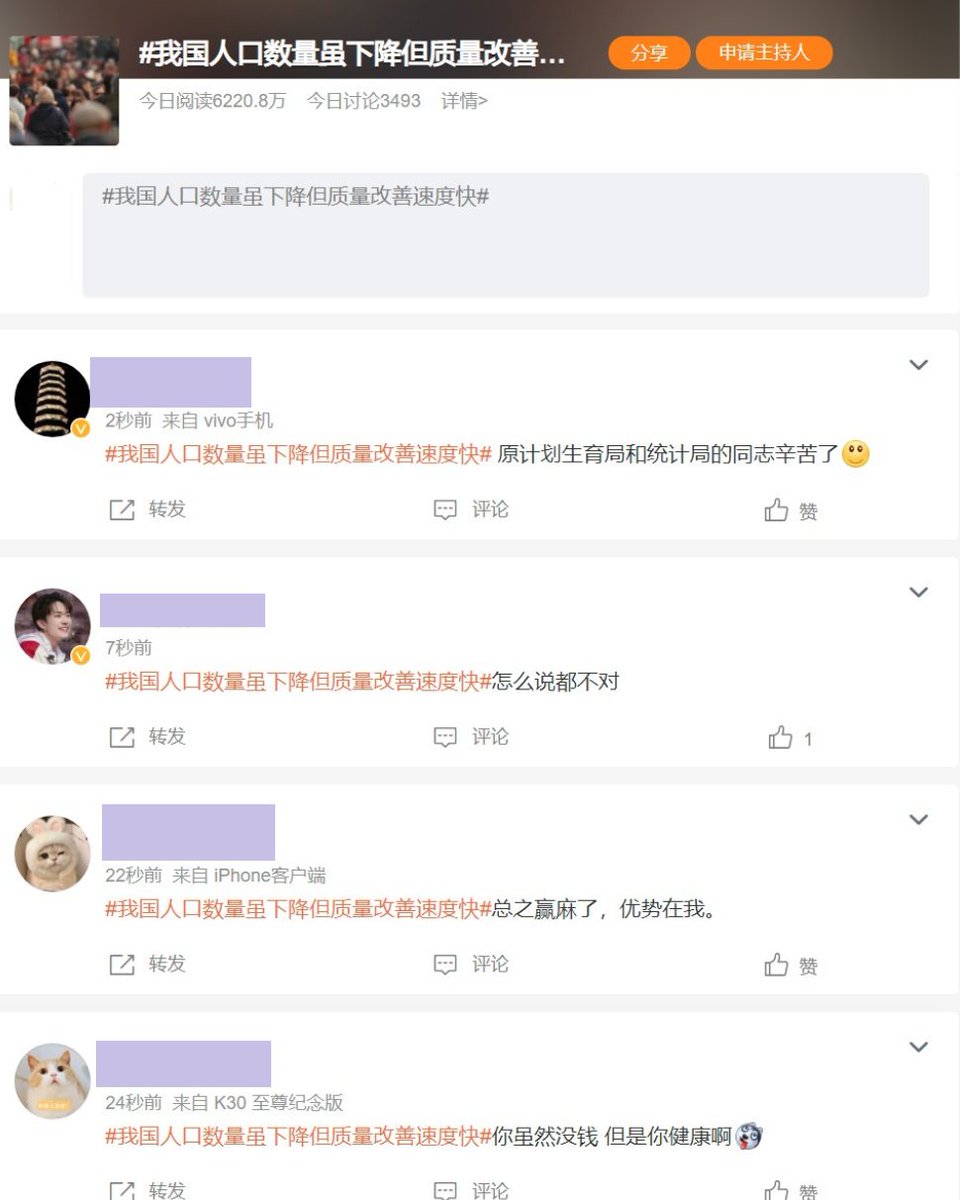 #我国人口数量虽下降但质量改善...
分享
申请主持人
今日阅读6220.8万 今日讨论3493 详情>
#我国人口数量虽下降但质量改善速度快#
2秒前 来自 vivo手机
#我国人口数量虽下降但质量改善速度快# 原计划生育局和统计局的同志辛苦了
转发 评论 赞
7秒前
#我国人口数量虽下降但质量改善速度快#怎么说都不对
转发 评论 1
22秒前 来自 iPhone客户端
#我国人口数量虽下降但质量改善速度快#总之赢麻了，优势在我。
转发 评论 赞
24秒前 来自 K30 至尊纪念版
#我国人口数量虽下降但质量改善速度快#你虽然没钱 但是你健康啊
转发 评论 赞